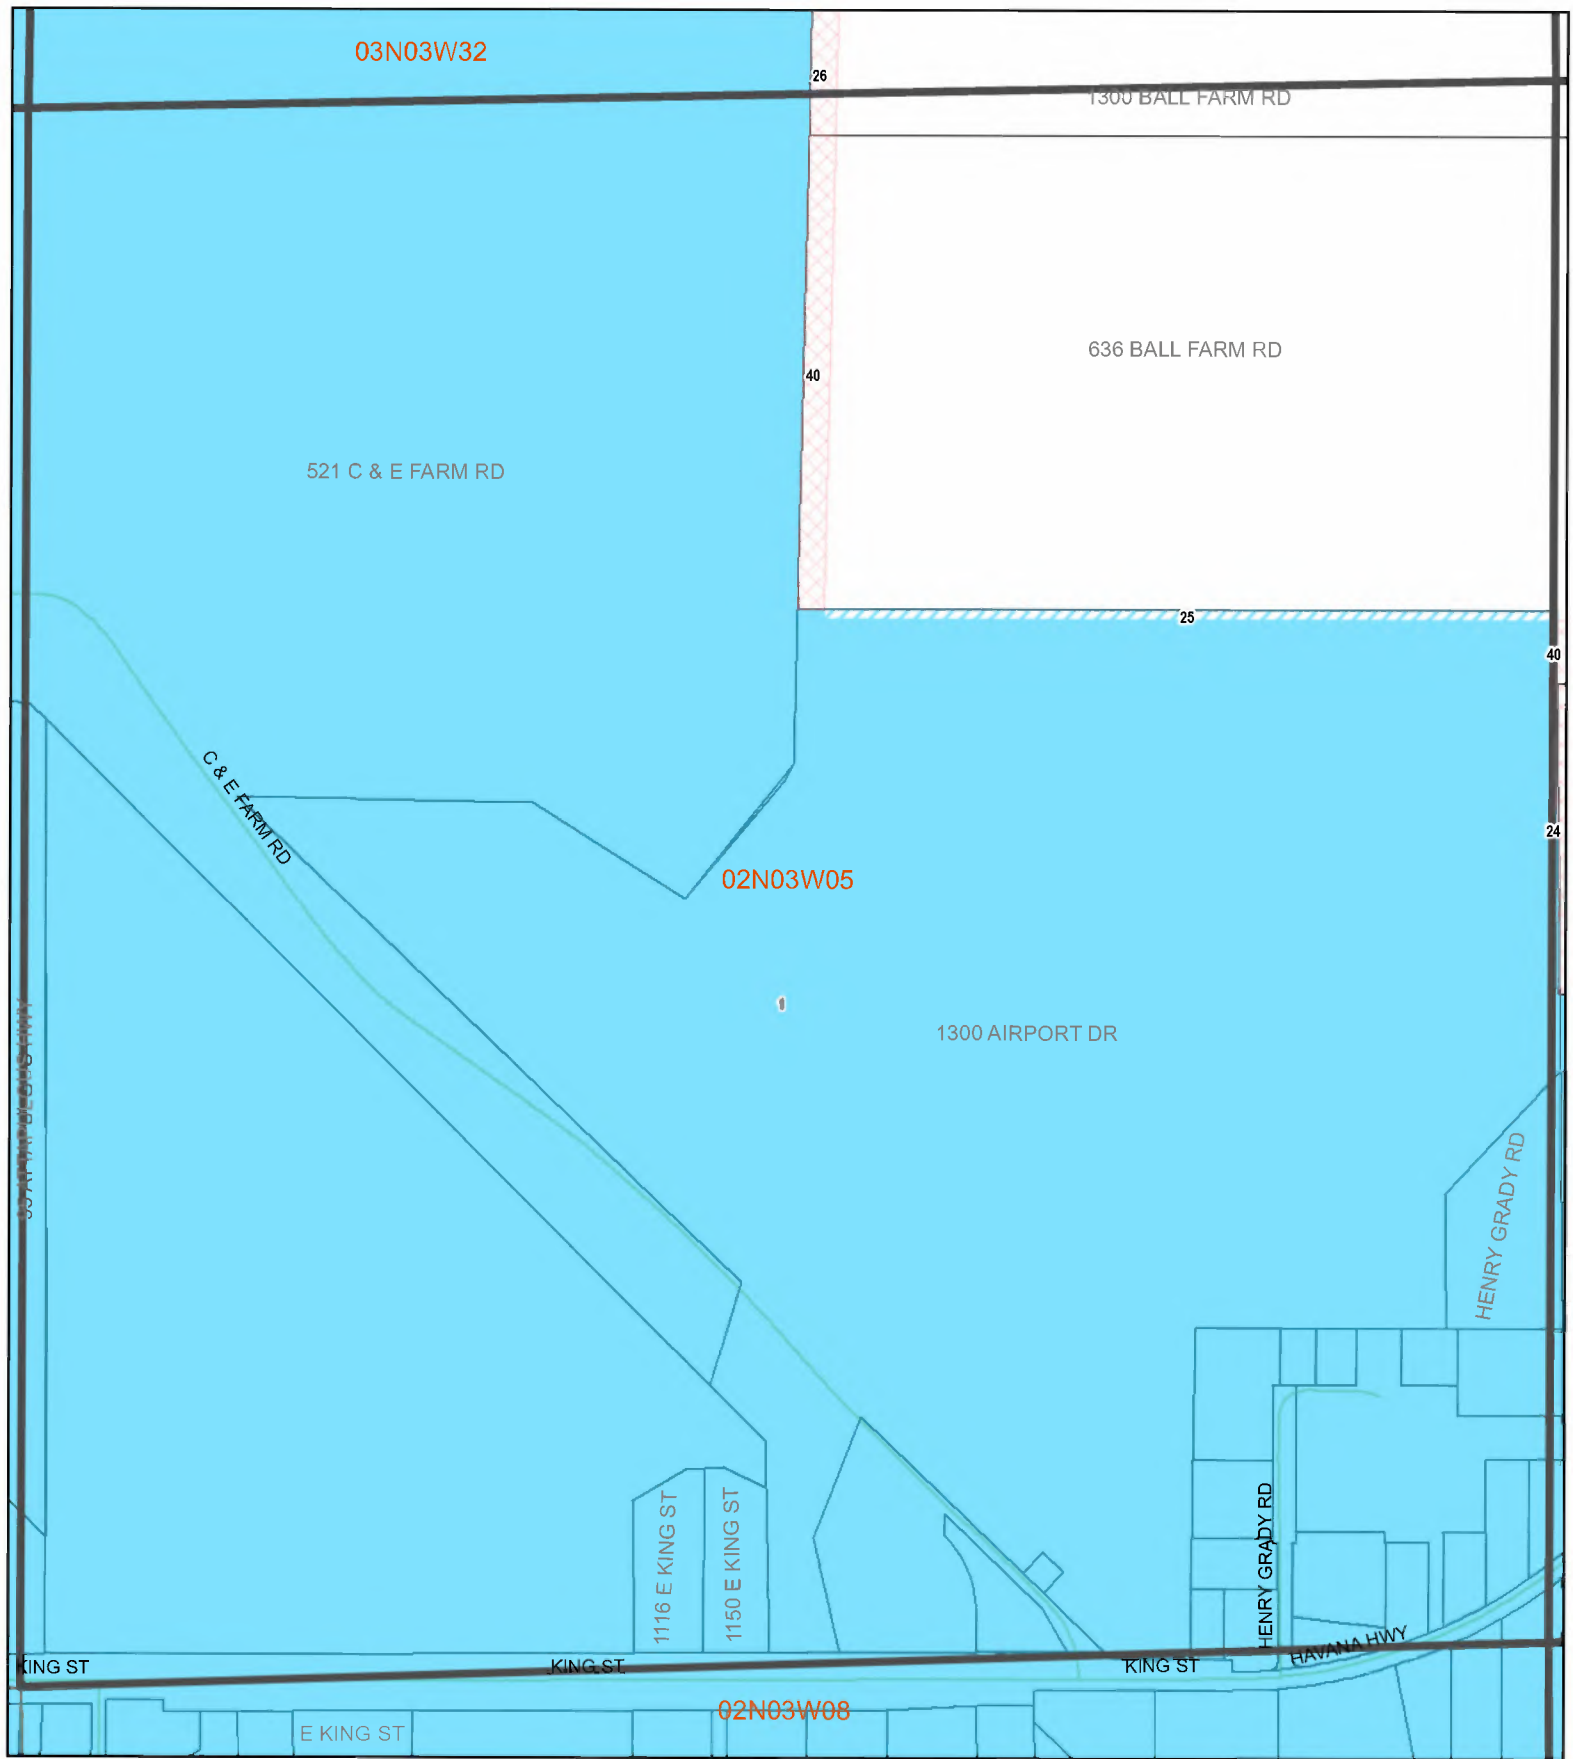 03N03W32
26
1300 BALL FARM RD
636 BALL FARM RD
40
521 C & E FARM RD
25
40
C & E FARM RD
24
02N03W05
1300 AIRPORT DR
HENRY GRADY RD
1116 E KING ST
1150 E KING ST
HENRY GRADY RD
HAVANA HWY
KING ST
KING ST
KING ST
02N03W08
E KING ST